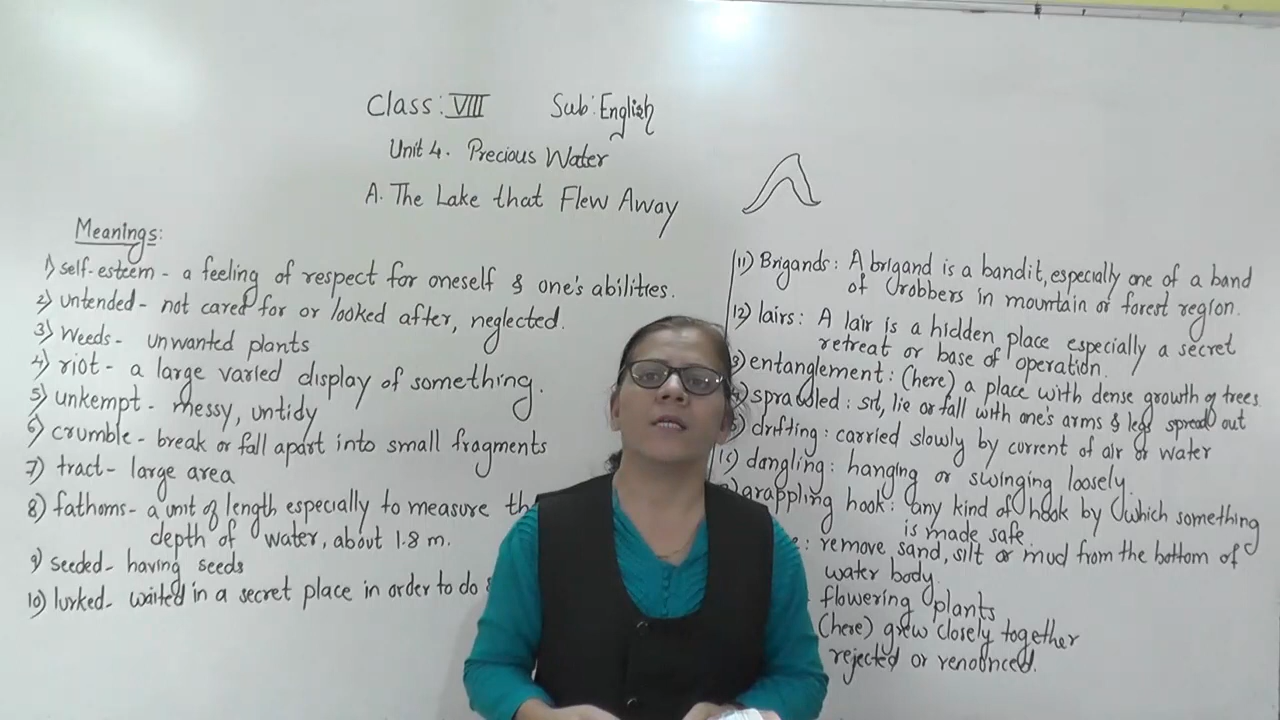 Class: VIII Sub: English
Unit 4. Precious Water
A. The Lake that Flew Away
Meanings:
1) self-esteem - a feeling of respect for oneself & one's abilities.
2) untended - not cared for or looked after, neglected.
3) Weeds - unwanted plants
4) riot - a large varied display of something.
5) unkempt - messy, untidy
6) crumble - break or fall apart into small fragments
7) tract - large area
8) fathoms - a unit of length especially to measure
depth of water, about 1.8 m.
9) seeded - having seeds
10) lurked - waited in a secret place in order to do
11) Brigands: A brigand is a bandit, especially one of a band
of robbers in mountain or forest region.
12) lairs: A lair is a hidden place especially a secret
retreat or base of operation.
entanglement: (here) a place with dense growth of trees.
sprawled: sit, lie or fall with one's arms & legs spread out
drifting: carried slowly by current of air or water
dangling: hanging or swinging loosely.
grappling hook: any kind of hook by which something
is made safe.
: remove sand, silt or mud from the bottom of
water body.
flowering plants
(here) grew closely together
rejected or renounced.